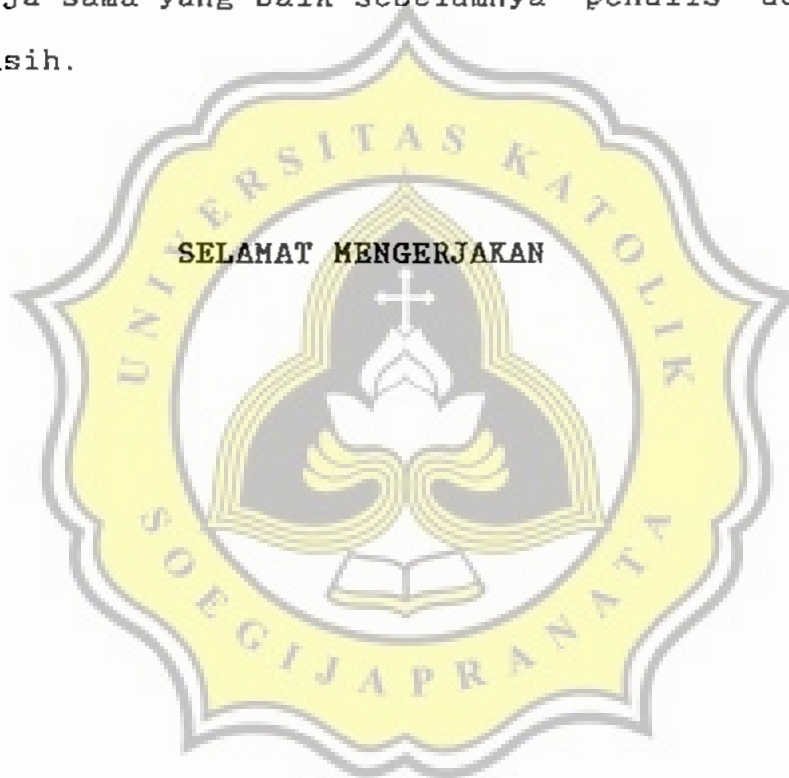 sama yang baik sebelumnya penulis
sih.
UNIVERSITAS KATOLIK
SELAMAT MENGERJAKAN
SOEGIJAPRANATA